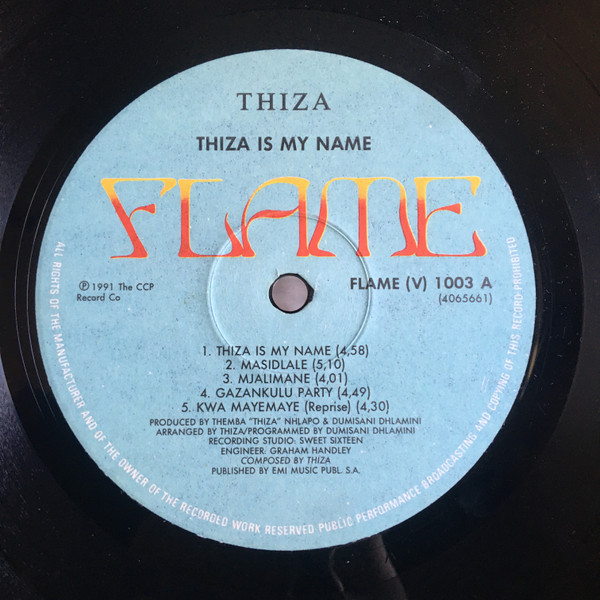 THIZA
THIZA IS MY NAME
FLAME
℗ 1991 The CCP
Record Co
FLAME (V) 1003 A
(4065661)
1. THIZA IS MY NAME (4,58)
2. MASIDLALE (5,10)
3. MJALIMANE (4,01)
4. GAZANKULU PARTY (4,49)
5. KWA MAYEMAYE (Reprise) (4,30)
PRODUCED BY THEMBA "THIZA" NHLAPO & DUMISANI DHLAMINI
ARRANGED BY THIZA/PROGRAMMED BY DUMISANI DHLAMINI
RECORDING STUDIO: SWEET SIXTEEN
ENGINEER: GRAHAM HANDLEY
COMPOSED BY THIZA
PUBLISHED BY EMI MUSIC PUBL. S.A.
ALL RIGHTS OF THE MANUFACTURER AND OF THE OWNER OF THE RECORDED WORK RESERVED PUBLIC PERFORMANCE BROADCASTING AND COPYING OF THIS RECORD PROHIBITED